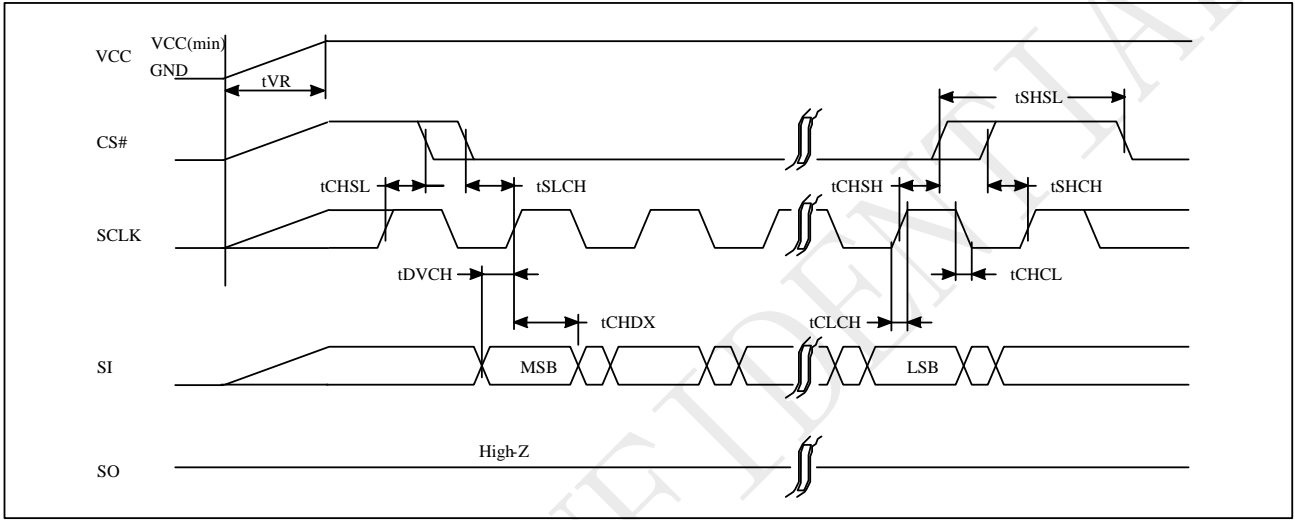 VCC
VCC(min)
GND
tVR
tSHSL
CS#
tCHSL
tSLCH
tCHSH
tSHCH
SCLK
tDVCH
tCHCL
tCHDX
tCLCH
SI
MSB
LSB
High-Z
SO
FIDENTIAL